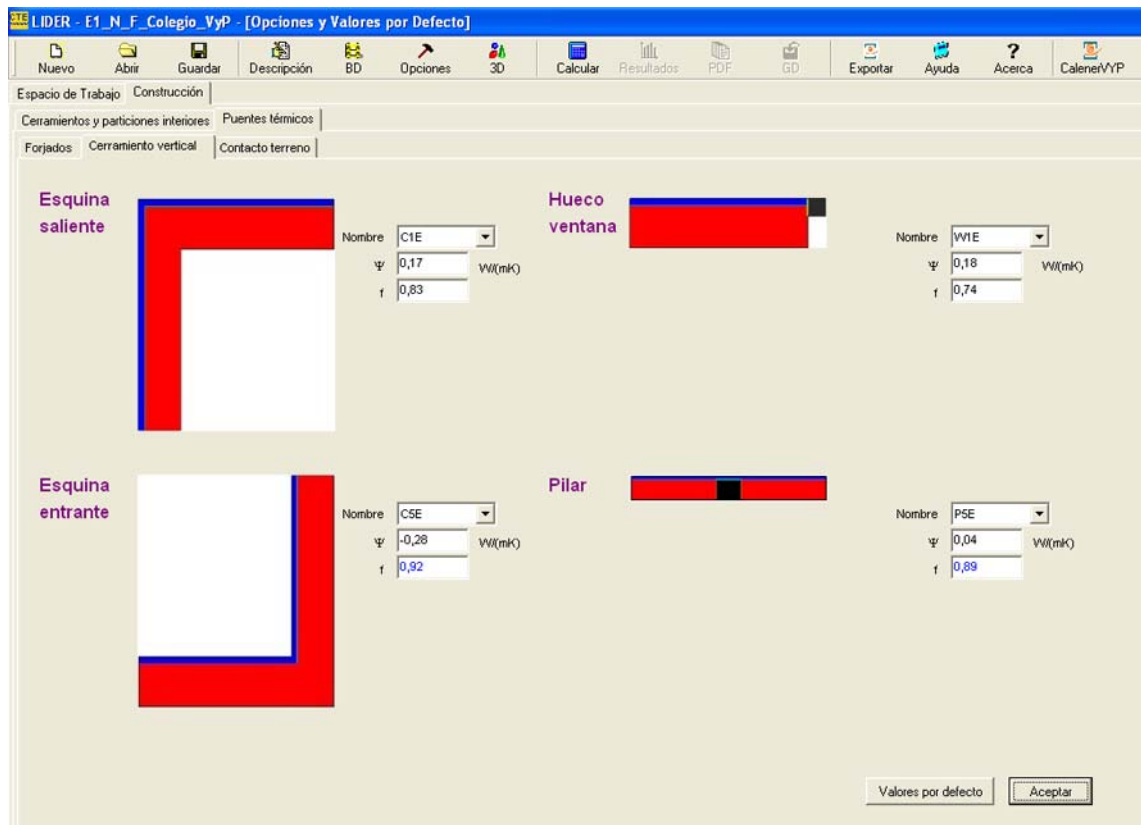 CTE LIDER - E1_N_F_Colegio_VyP - [Opciones y Valores por Defecto]
Nuevo Abrir Guardar Descripción BD Opciones 3D Calcular Resultados PDF GD Exportar Ayuda Acerca CalenerVYP
Espacio de Trabajo Construcción
Cerramientos y particiones interiores Puentes térmicos
Forjados Cerramiento vertical Contacto terreno
Esquina
saliente
Nombre C1E
Ψ 0,17 W/(mK)
f 0,83
Hueco
ventana
Nombre W1E
Ψ 0,18 W/(mK)
f 0,74
Esquina
entrante
Nombre C5E
Ψ -0,28 W/(mK)
f 0,92
Pilar
Nombre P5E
Ψ 0,04 W/(mK)
f 0,89
Valores por defecto Aceptar